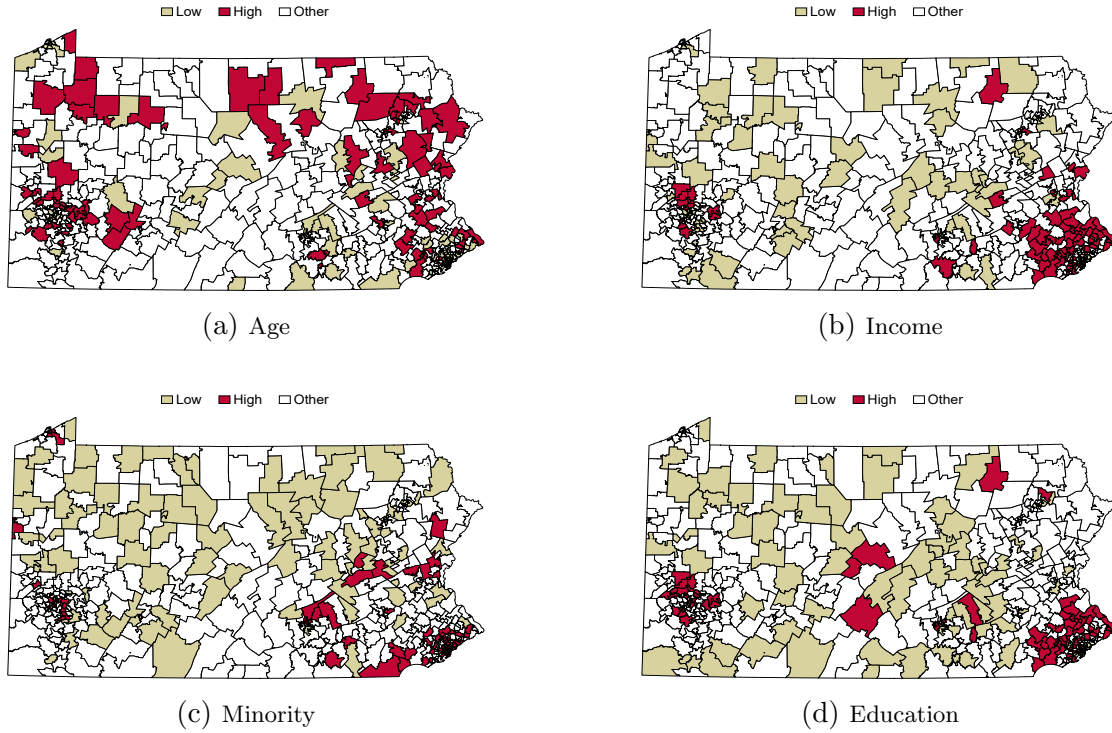 Low High Other
Low High Other
(a) Age
(b) Income
Low High Other
Low High Other
(c) Minority
(d) Education